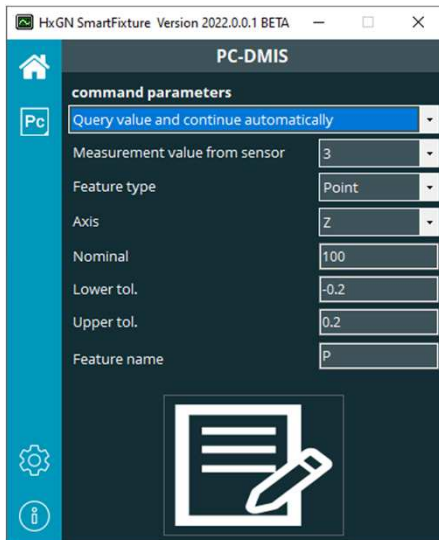 HxGN SmartFixture Version 2022.0.0.1 BETA
PC-DMIS
Pc
command parameters
Query value and continue automatically
Measurement value from sensor 3
Feature type Point
Axis Z
Nominal 100
Lower tol. -0.2
Upper tol. 0.2
Feature name P